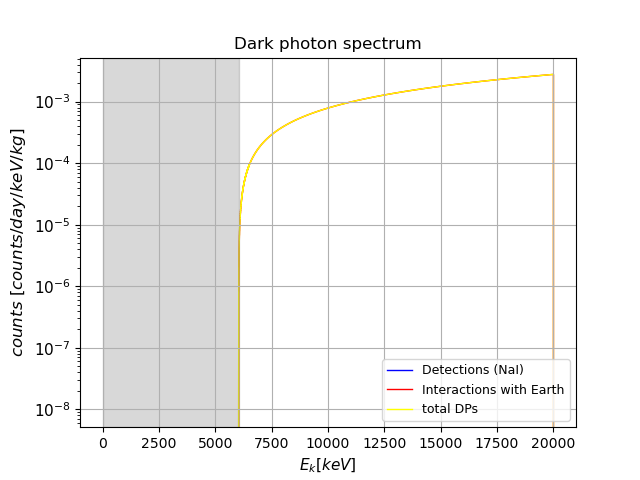 Dark photon spectrum
counts [counts/day/keV/kg]
10⁻³
10⁻⁴
10⁻⁵
10⁻⁶
10⁻⁷
10⁻⁸
Detections (NaI)
Interactions with Earth
total DPs
0 2500 5000 7500 10000 12500 15000 17500 20000
Eₖ[keV]